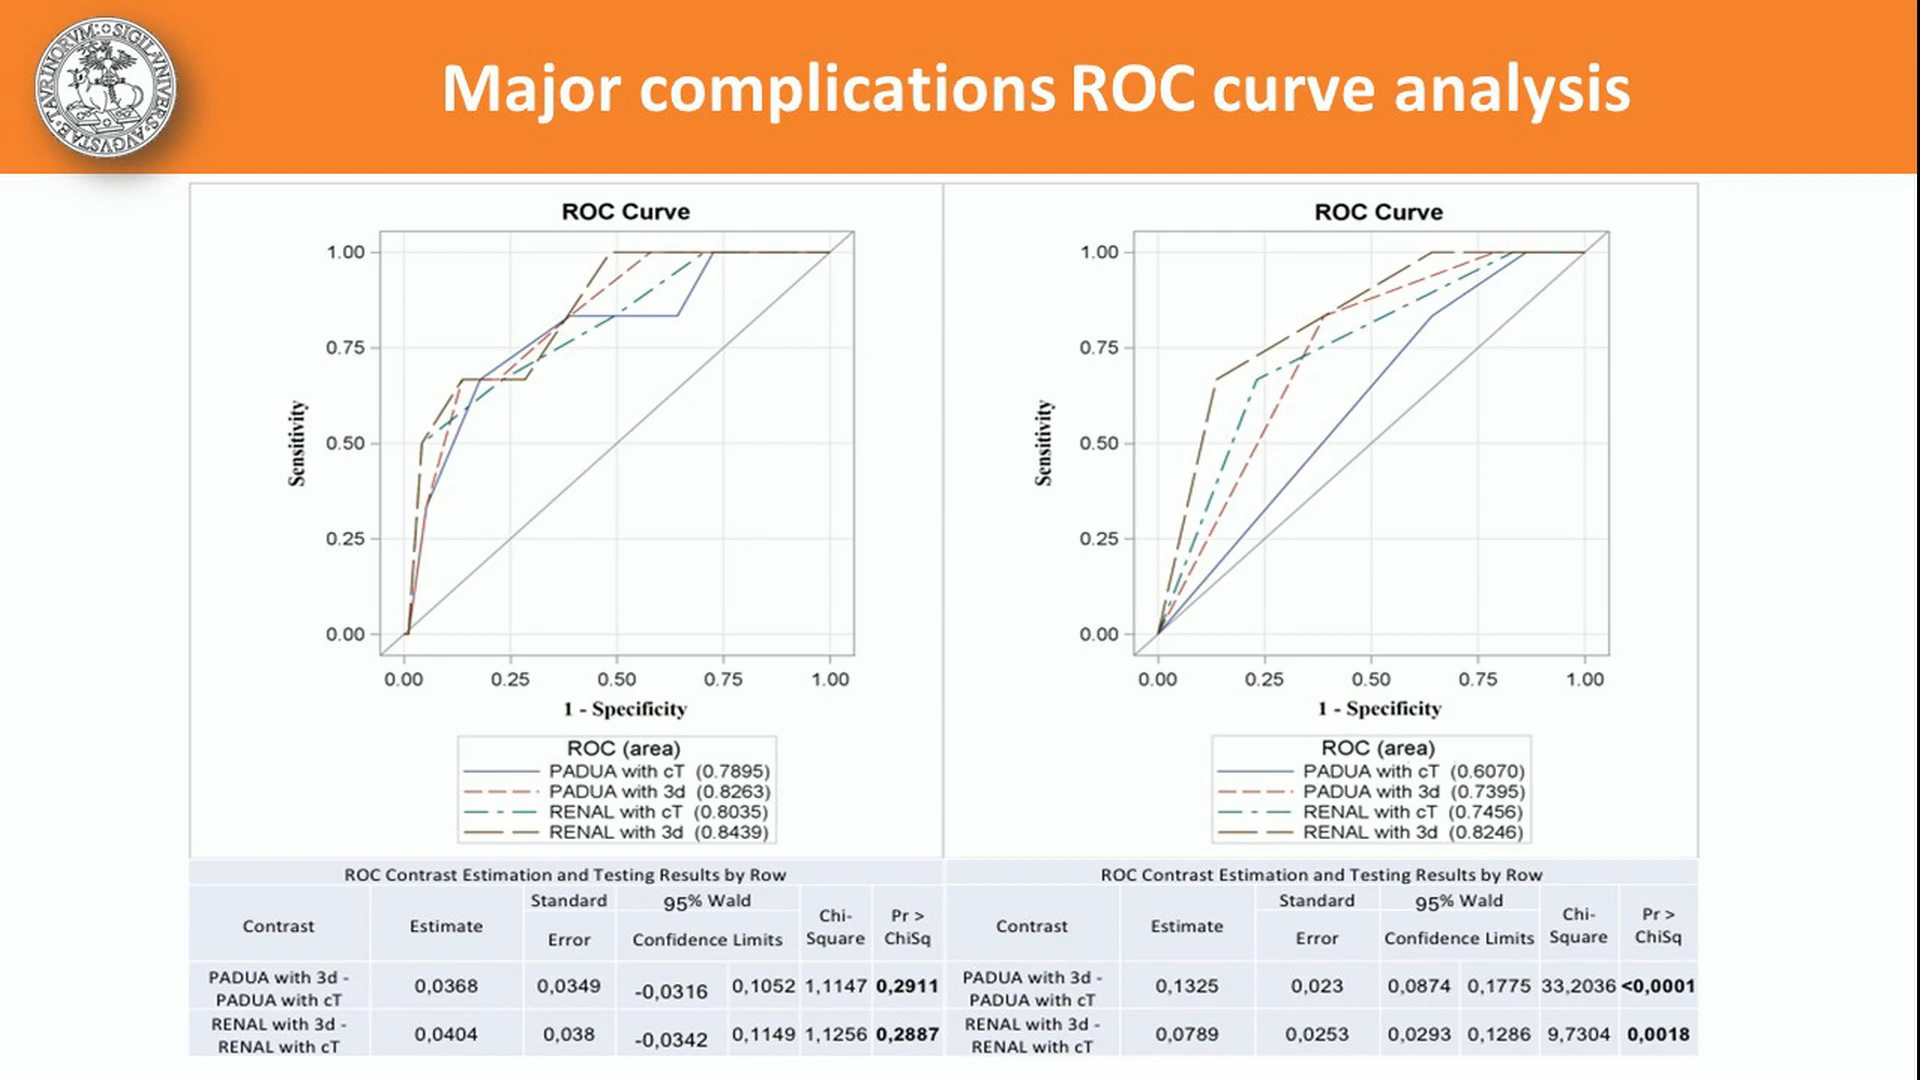 Major complications ROC curve analysis
ROC Curve
1.00
0.75
0.50
0.25
0.00
Sensitivity
0.00 0.25 0.50 0.75 1.00
1 - Specificity
ROC (area)
PADUA with cT (0.7895)
PADUA with 3d (0.8263)
RENAL with cT (0.8035)
RENAL with 3d (0.8439)
ROC Curve
1.00
0.75
0.50
0.25
0.00
Sensitivity
0.00 0.25 0.50 0.75 1.00
1 - Specificity
ROC (area)
PADUA with cT (0.6070)
PADUA with 3d (0.7395)
RENAL with cT (0.7456)
RENAL with 3d (0.8246)
ROC Contrast Estimation and Testing Results by Row
Contrast Estimate Standard Error 95% Wald Confidence Limits Chi-Square Pr > ChiSq
PADUA with 3d -
PADUA with cT 0,0368 0,0349 -0,0316 0,1052 1,1147 0,2911
RENAL with 3d -
RENAL with cT 0,0404 0,038 -0,0342 0,1149 1,1256 0,2887
ROC Contrast Estimation and Testing Results by Row
Contrast Estimate Standard Error 95% Wald Confidence Limits Chi-Square Pr > ChiSq
PADUA with 3d -
PADUA with cT 0,1325 0,023 0,0874 0,1775 33,2036 <0,0001
RENAL with 3d -
RENAL with cT 0,0789 0,0253 0,0293 0,1286 9,7304 0,0018